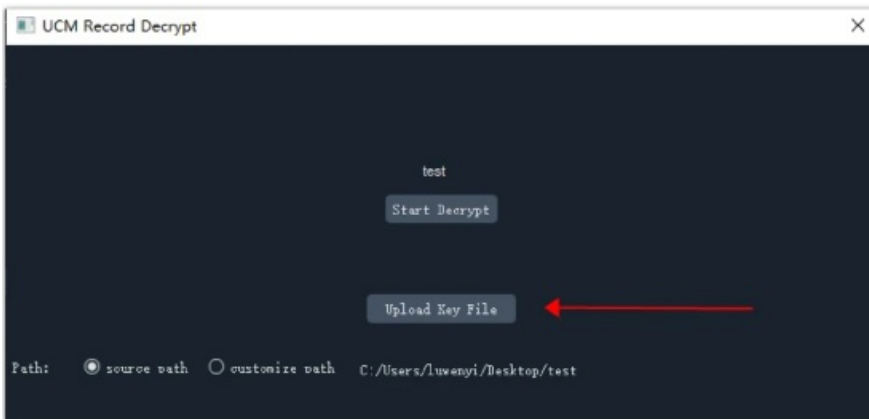 UCM Record Decrypt
test
Start Decrypt
Upload Key File
Path: source path customize path C:/Users/luwenyi/Desktop/test